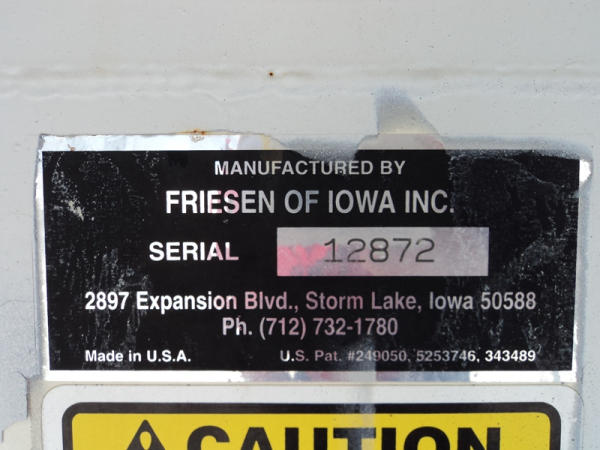 MANUFACTURED BY
FRIESEN OF IOWA INC.
SERIAL 12872
2897 Expansion Blvd., Storm Lake, Iowa 50588
Ph. (712) 732-1780
Made in U.S.A. U.S. Pat. #249050, 5253746, 343489
CAUTION